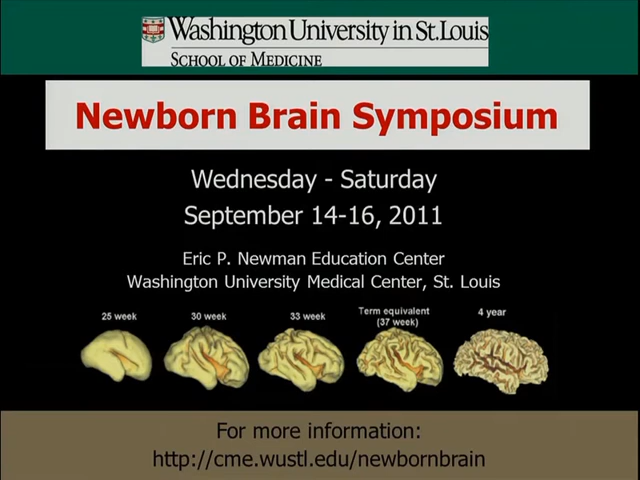 Washington University in St. Louis
SCHOOL OF MEDICINE
Newborn Brain Symposium
Wednesday - Saturday
September 14-16, 2011
Eric P. Newman Education Center
Washington University Medical Center, St. Louis
25 week
30 week
33 week
Term equivalent
(37 week)
4 year
For more information:
http://cme.wustl.edu/newbornbrain